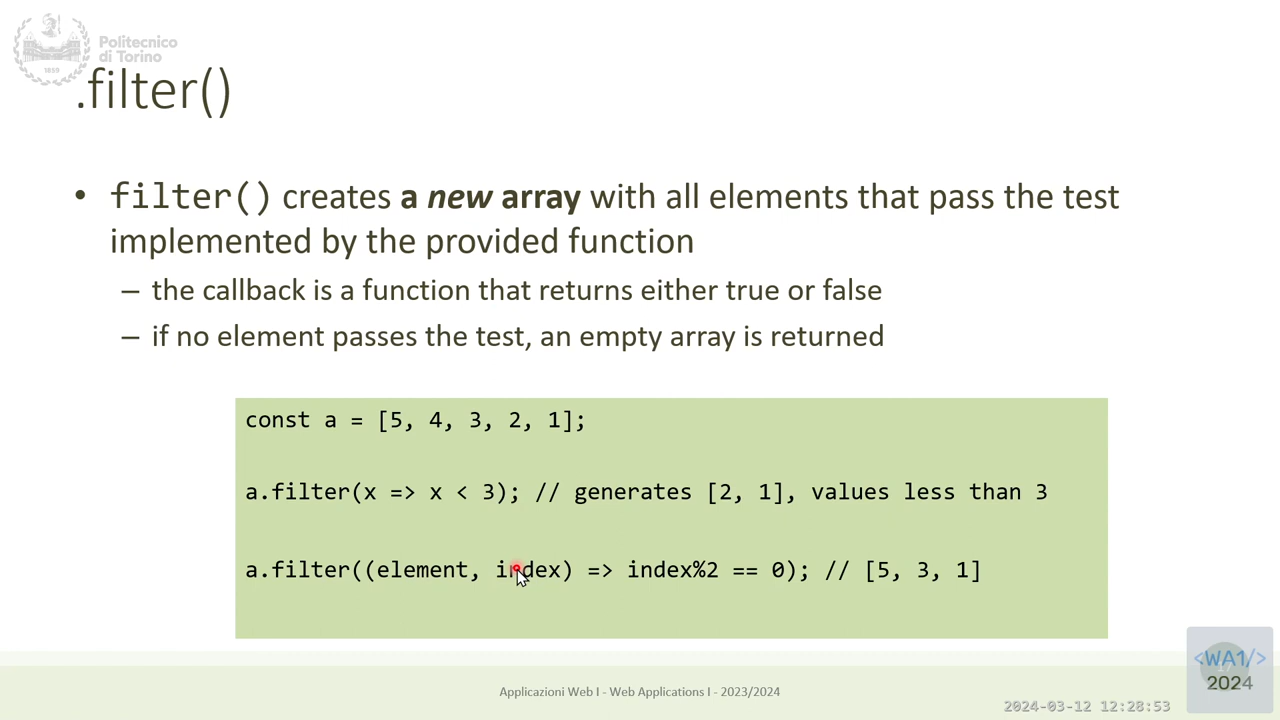 Politecnico
di Torino
1859
.filter()
• filter() creates a new array with all elements that pass the test
implemented by the provided function
– the callback is a function that returns either true or false
– if no element passes the test, an empty array is returned
const a = [5, 4, 3, 2, 1];
a.filter(x => x < 3); // generates [2, 1], values less than 3
a.filter((element, index) => index%2 == 0); // [5, 3, 1]
Applicazioni Web I - Web Applications I - 2023/2024
2024-03-12 12:28:53
<WA1/>
2024